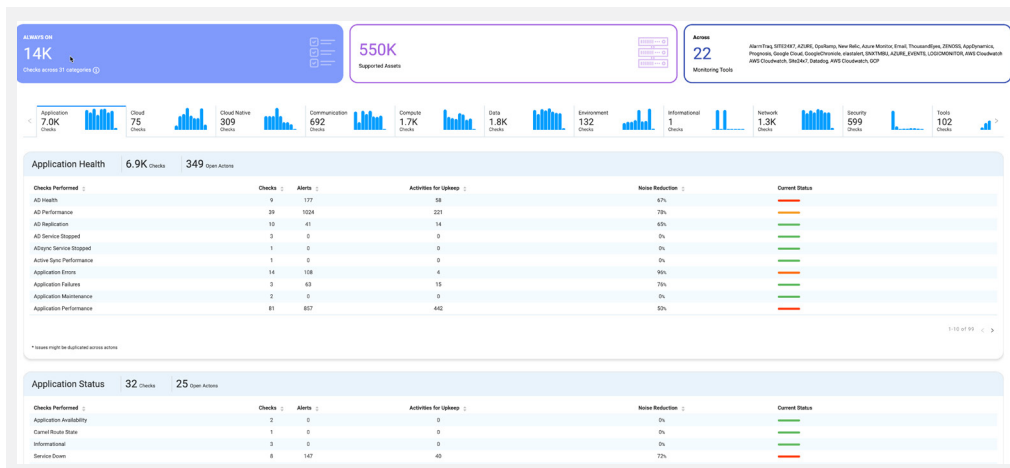 ALWAYS ON
14K
Checks across 31 categories
550K
Supported Assets
Across
22
Monitoring Tools
AlarmTraq, SITE24X7, AZURE, OpsRamp, New Relic, Azure Monitor, Email, ThousandEyes, ZENOSS, AppDynamics,
Prognosis, Google Cloud, GoogleChronicle, elastalert, SNXTMBU, AZURE_EVENTS, LOGICMONITOR, AWS Cloudwatch
AWS Cloudwatch, Site24x7, Datadog, AWS Cloudwatch, GCP
Application
7.0K
Checks
Cloud
75
Checks
Cloud Native
309
Checks
Communication
692
Checks
Compute
1.7K
Checks
Data
1.8K
Checks
Environment
132
Checks
Informational
1
Checks
Network
1.3K
Checks
Security
599
Checks
Tools
102
Checks
Application Health 6.9K Checks 349 Open Actions
Checks Performed Checks Alerts Activities for Upkeep Noise Reduction Current Status
AD Health 9 177 58 67%
AD Performance 39 1024 221 78%
AD Replication 10 41 14 65%
AD Service Stopped 3 0 0 0%
ADsync Service Stopped 1 0 0 0%
Active Sync Performance 1 0 0 0%
Application Errors 14 108 4 96%
Application Failures 3 63 15 76%
Application Maintenance 2 0 0 0%
Application Performance 81 857 442 50%
1-10 of 99
* Issues might be duplicated across actions
Application Status 32 Checks 25 Open Actions
Checks Performed Checks Alerts Activities for Upkeep Noise Reduction Current Status
Application Availability 2 0 0 0%
Camel Route State 1 0 0 0%
Informational 3 0 0 0%
Service Down 8 147 40 72%